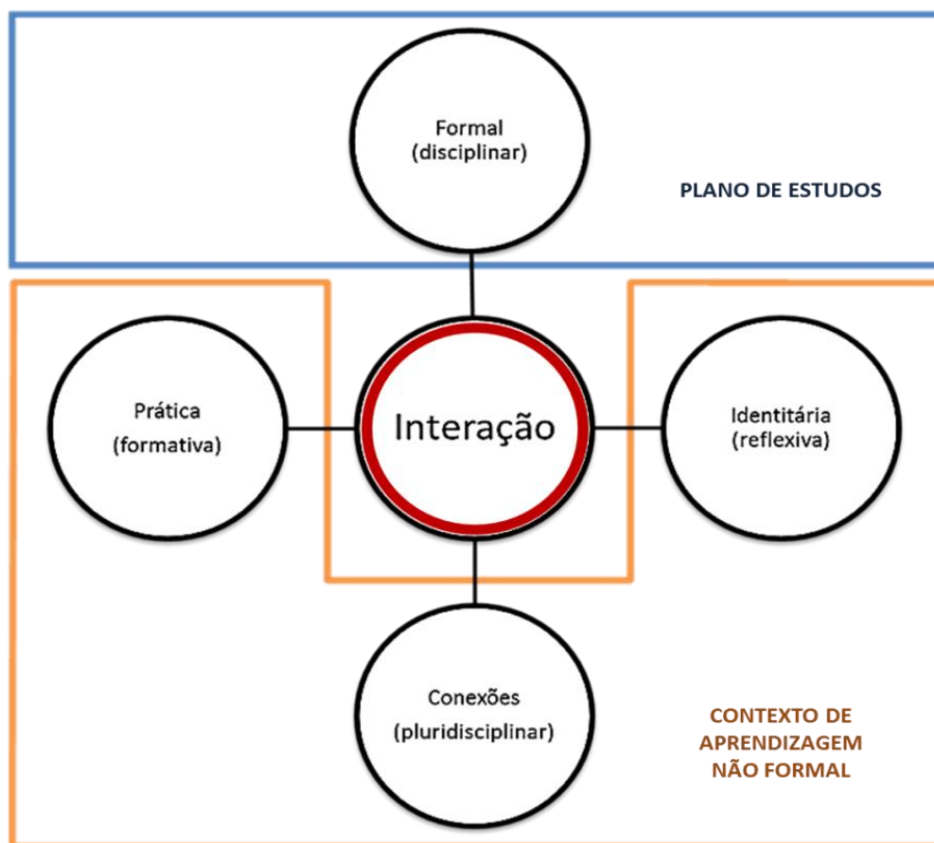 Formal
(disciplinar)
PLANO DE ESTUDOS
Prática
(formativa)
Interação
Identitária
(reflexiva)
Conexões
(pluridisciplinar)
CONTEXTO DE
APRENDIZAGEM
NÃO FORMAL